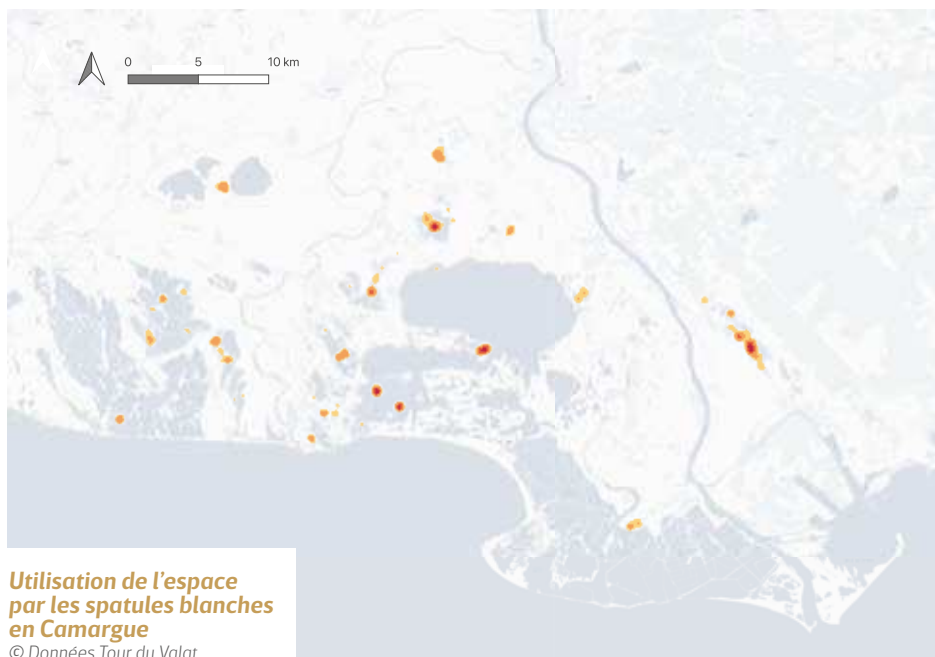 0 5 10 km
Utilisation de l'espace
par les spatules blanches
en Camargue
© Données Tour du Valat